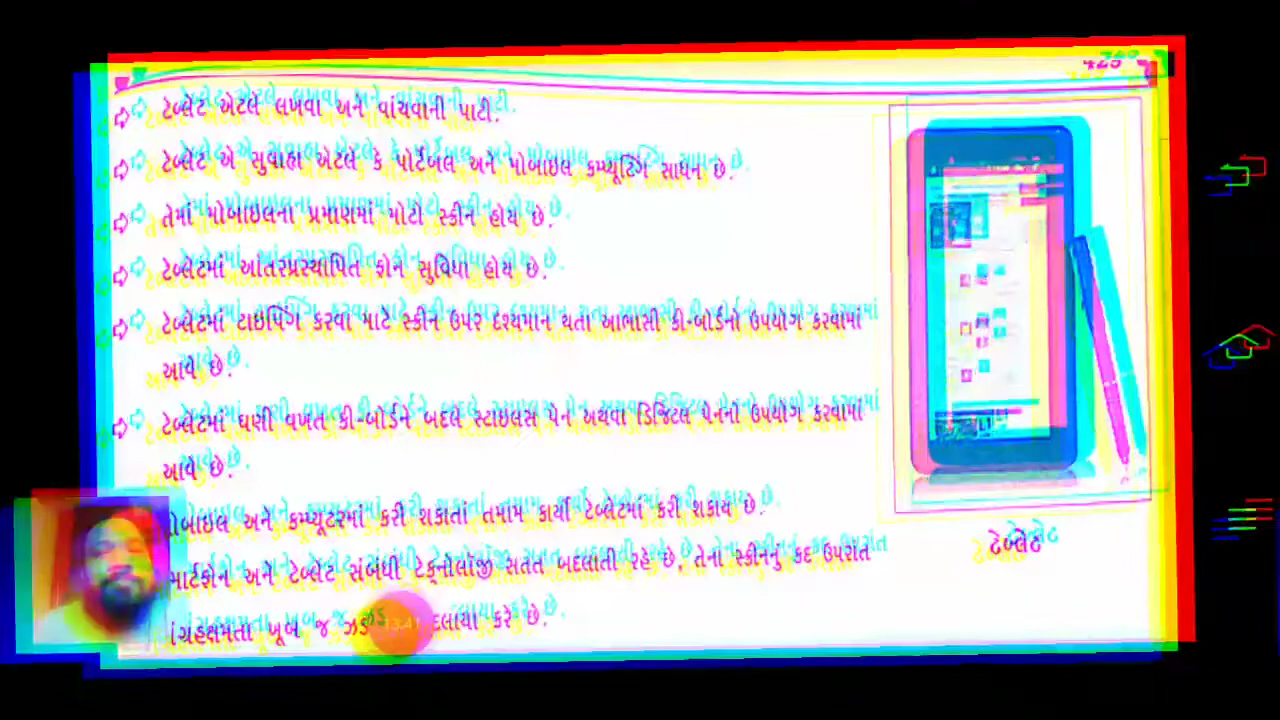 ટેબ્લેટ એટલે લખવા અને વાંચવાની પાટી.
ટેબ્લેટ એ સુવાહ્ય એટલે કે પોર્ટેબલ અને મોબાઇલ કમ્પ્યૂટિંગ સાધન છે.
તેમાં મોબાઇલના પ્રમાણમાં મોટી સ્ક્રીન હોય છે.
ટેબ્લેટમાં આંતરપ્રસ્થાપિત ફોન સુવિધા હોય છે.
ટેબ્લેટમાં ટાઇપિંગ કરવા માટે સ્ક્રીન ઉપર દૃશ્યમાન થતા આભાસી કી-બોર્ડનો ઉપયોગ કરવામાં
આવે છે.
ટેબ્લેટમાં ઘણી વખત કી-બોર્ડને બદલે સ્ટાઇલસ પેન અથવા ડિજિટલ પેનનો ઉપયોગ કરવામાં
આવે છે.
મોબાઇલ અને કમ્પ્યૂટરમાં કરી શકાતાં તમામ કાર્યો ટેબ્લેટમાં કરી શકાય છે.
સ્માર્ટફોન અને ટેબ્લેટ સંબંધી ટેક્નોલૉજી સતત બદલાતી રહે છે, તેના સ્ક્રીનનું કદ ઉપરાંત
સંગ્રહક્ષમતા ખૂબ જ કરે છે.
ટેબ્લેટ